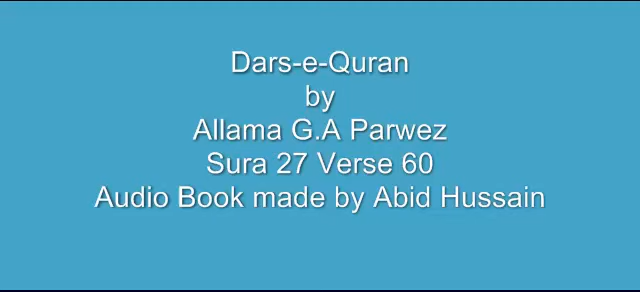 Dars-e-Quran
by
Allama G.A Parwez
Sura 27 Verse 60
Audio Book made by Abid Hussain